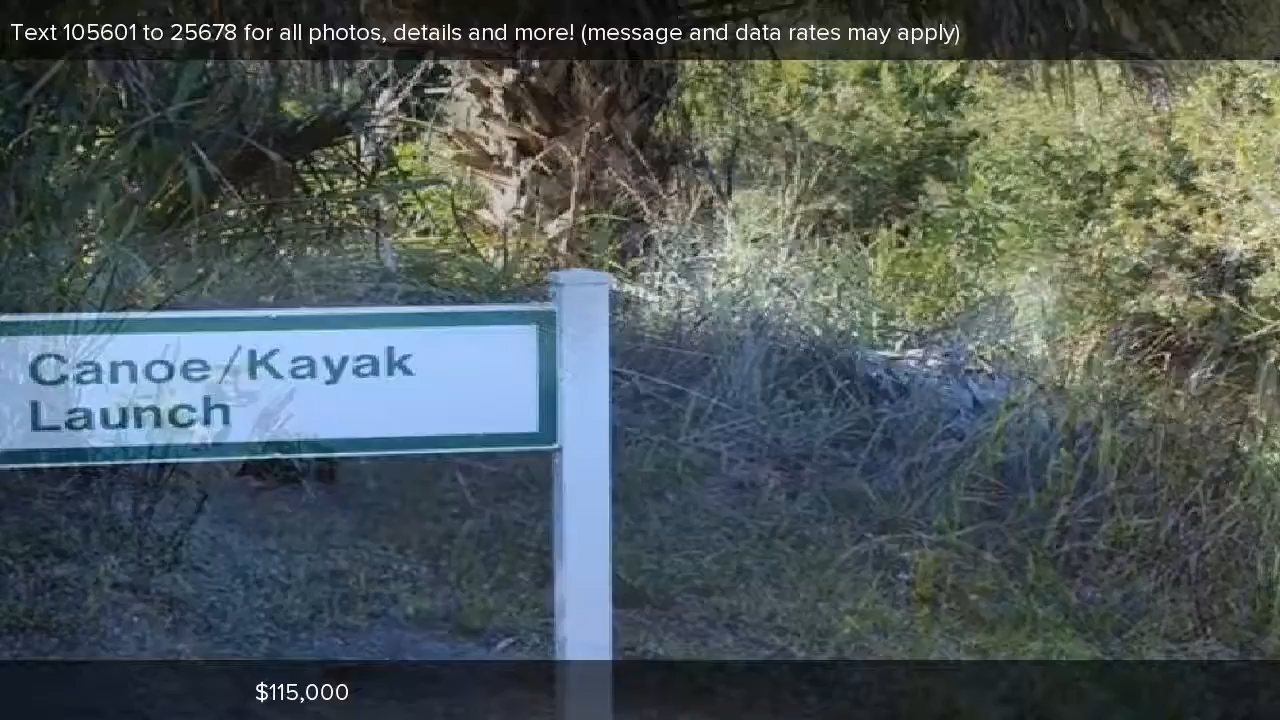 Text 105601 to 25678 for all photos, details and more! (message and data rates may apply)
Canoe/Kayak
Launch
$115,000